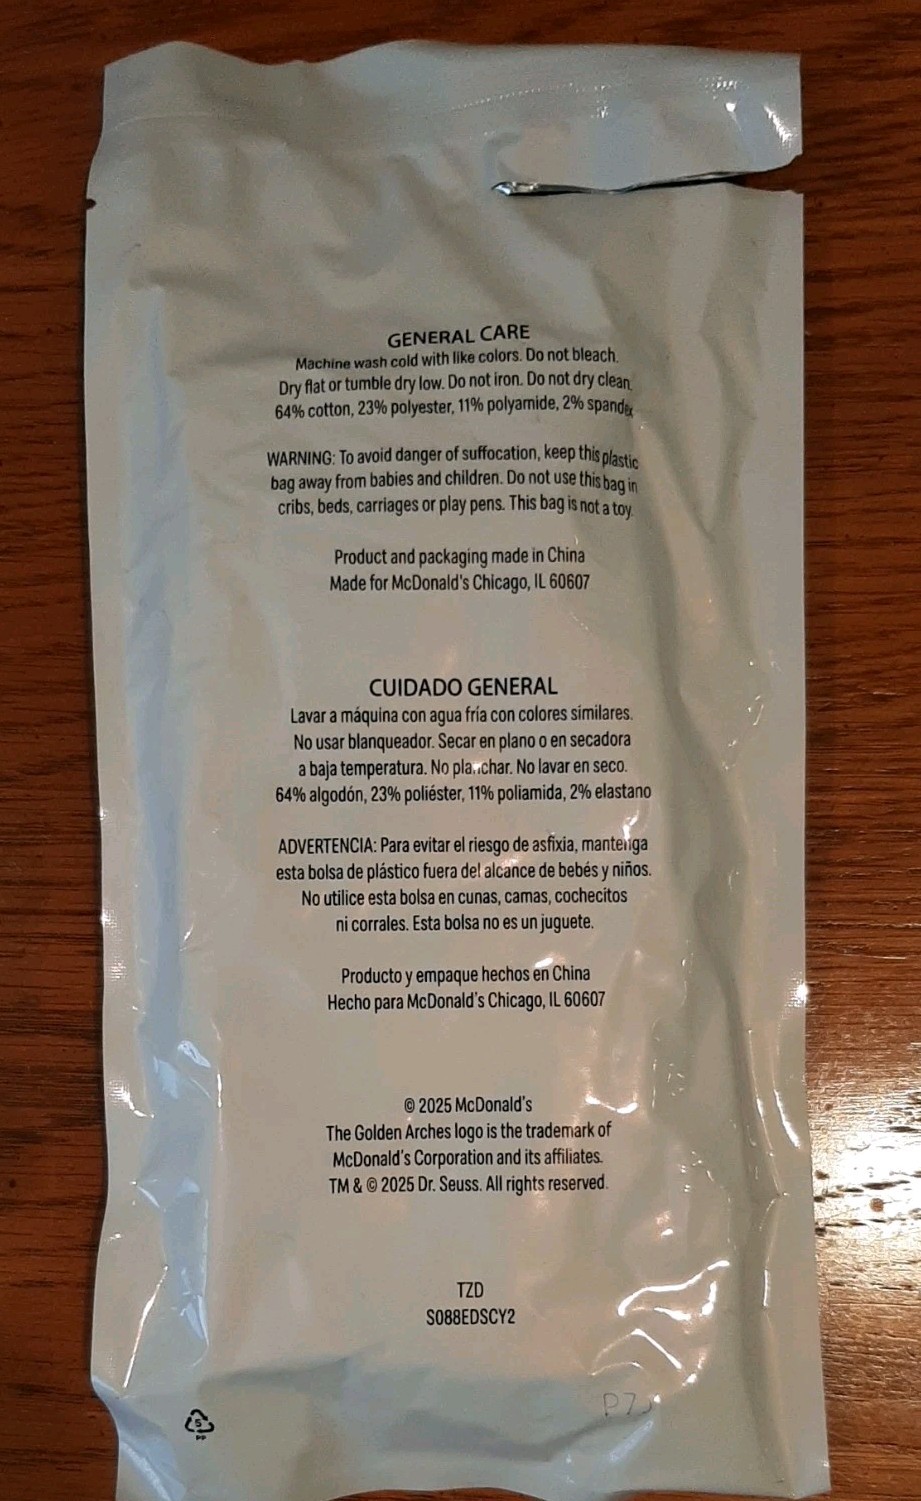 GENERAL CARE
Machine wash cold with like colors. Do not bleach.
Dry flat or tumble dry low. Do not iron. Do not dry clean.
64% cotton, 23% polyester, 11% polyamide, 2% spandex
WARNING: To avoid danger of suffocation, keep this plastic
bag away from babies and children. Do not use this bag in
cribs, beds, carriages or play pens. This bag is not a toy.
Product and packaging made in China
Made for McDonald's Chicago, IL 60607
CUIDADO GENERAL
Lavar a máquina con agua fría con colores similares.
No usar blanqueador. Secar en plano o en secadora
a baja temperatura. No planchar. No lavar en seco.
64% algodón, 23% poliéster, 11% poliamida, 2% elastano
ADVERTENCIA: Para evitar el riesgo de asfixia, mantenga
esta bolsa de plástico fuera del alcance de bebés y niños.
No utilice esta bolsa en cunas, camas, cochecitos
ni corrales. Esta bolsa no es un juguete.
Producto y empaque hechos en China
Hecho para McDonald's Chicago, IL 60607
© 2025 McDonald's
The Golden Arches logo is the trademark of
McDonald's Corporation and its affiliates.
TM & © 2025 Dr. Seuss. All rights reserved.
TZD
S088EDSCY2
5
PP